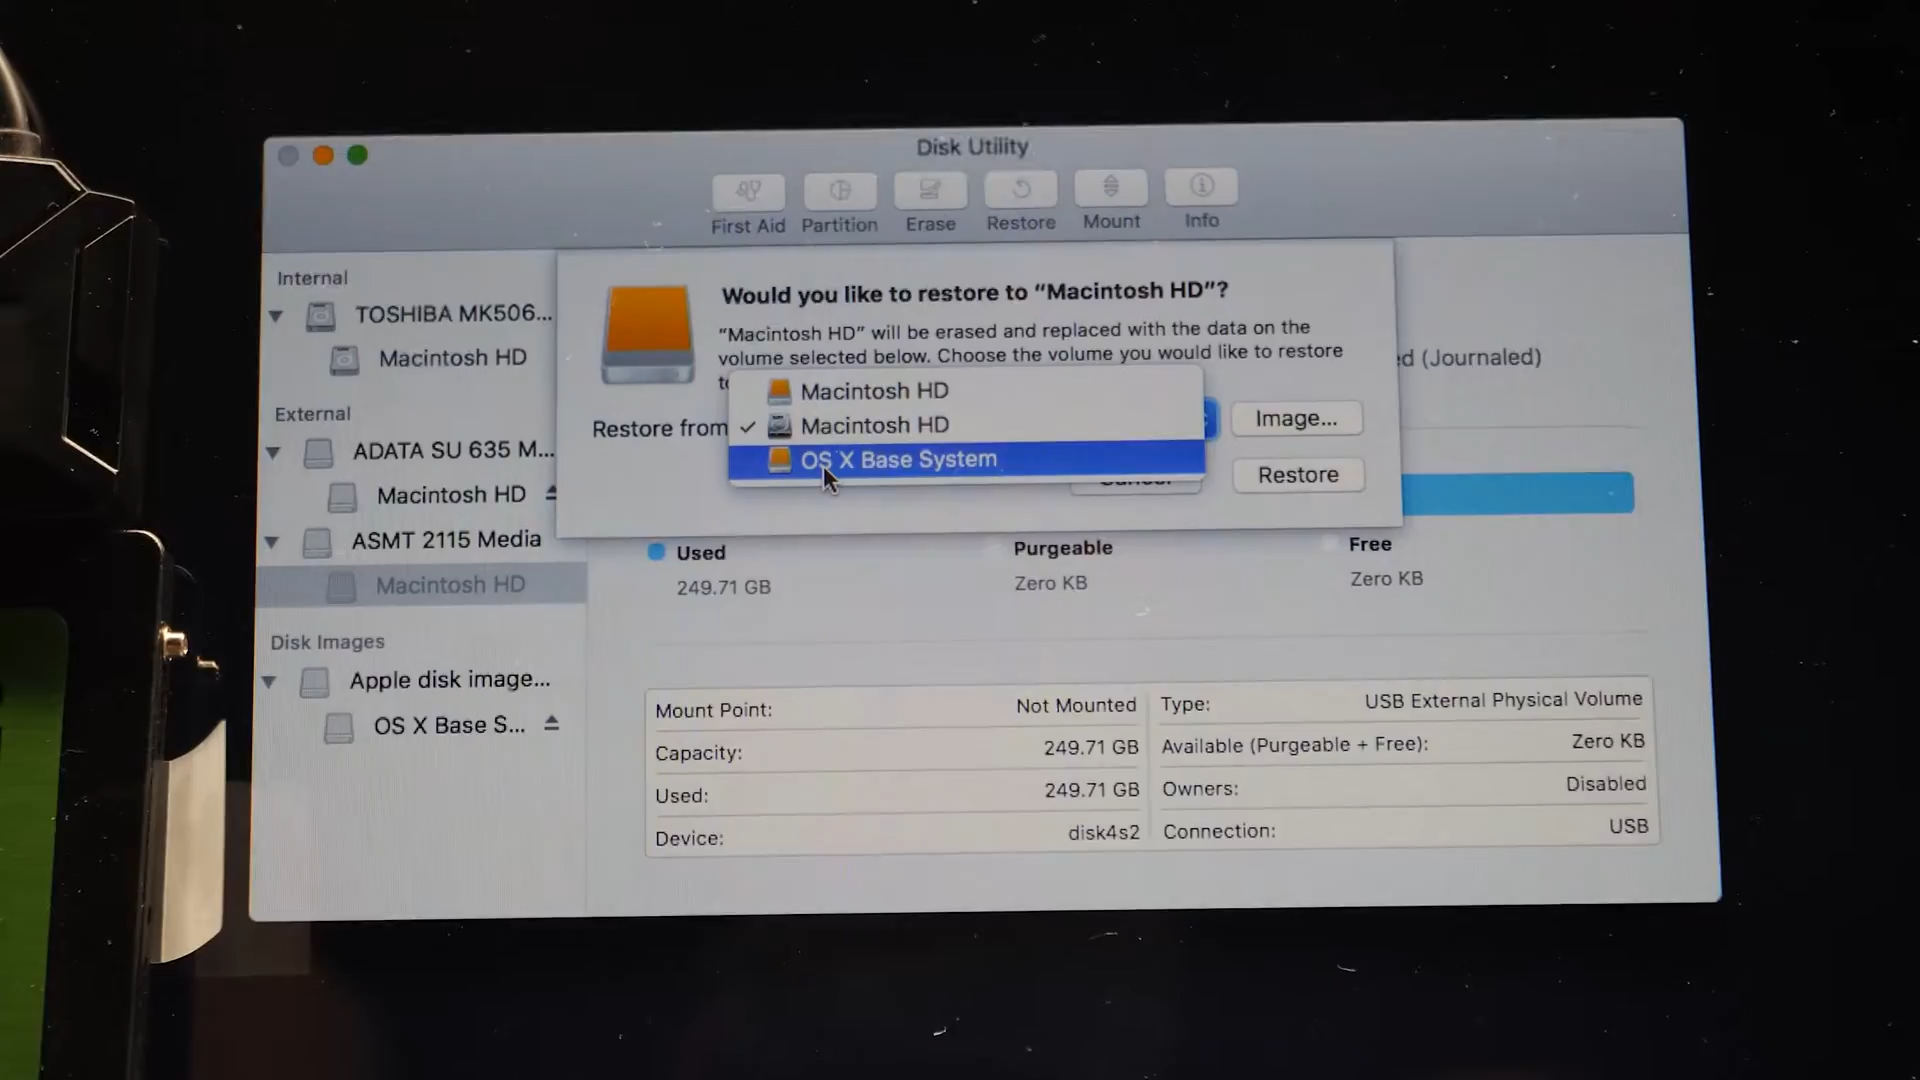 Disk Utility
First Aid
Partition
Erase
Restore
Mount
Info
Internal
TOSHIBA MK506...
Macintosh HD
External
ADATA SU 635 M...
Macintosh HD
ASMT 2115 Media
Macintosh HD
Disk Images
Apple disk image...
OS X Base S...
Would you like to restore to “Macintosh HD”?
“Macintosh HD” will be erased and replaced with the data on the
volume selected below. Choose the volume you would like to restore
Restore from
Macintosh HD
Macintosh HD
OS X Base System
Image...
Cancel
Restore
(Journaled)
Used
249.71 GB
Purgeable
Zero KB
Free
Zero KB
Mount Point: Not Mounted
Capacity: 249.71 GB
Used: 249.71 GB
Device: disk4s2
Type: USB External Physical Volume
Available (Purgeable + Free): Zero KB
Owners: Disabled
Connection: USB